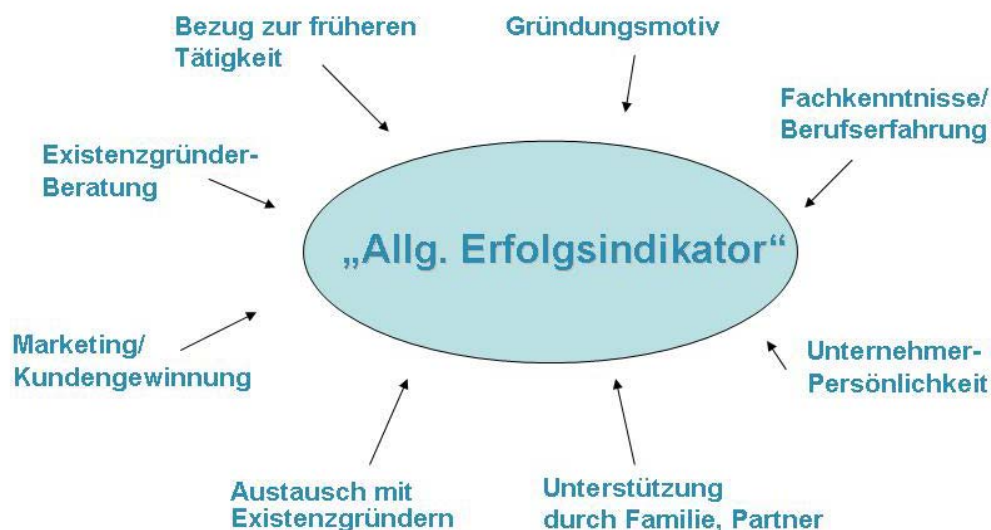 Bezug zur früheren
Tätigkeit
Gründungsmotiv
Fachkenntnisse/
Berufserfahrung
Existenzgründer-
Beratung
„Allg. Erfolgsindikator“
Marketing/
Kundengewinnung
Unternehmer-
Persönlichkeit
Austausch mit
Existenzgründern
Unterstützung
durch Familie, Partner